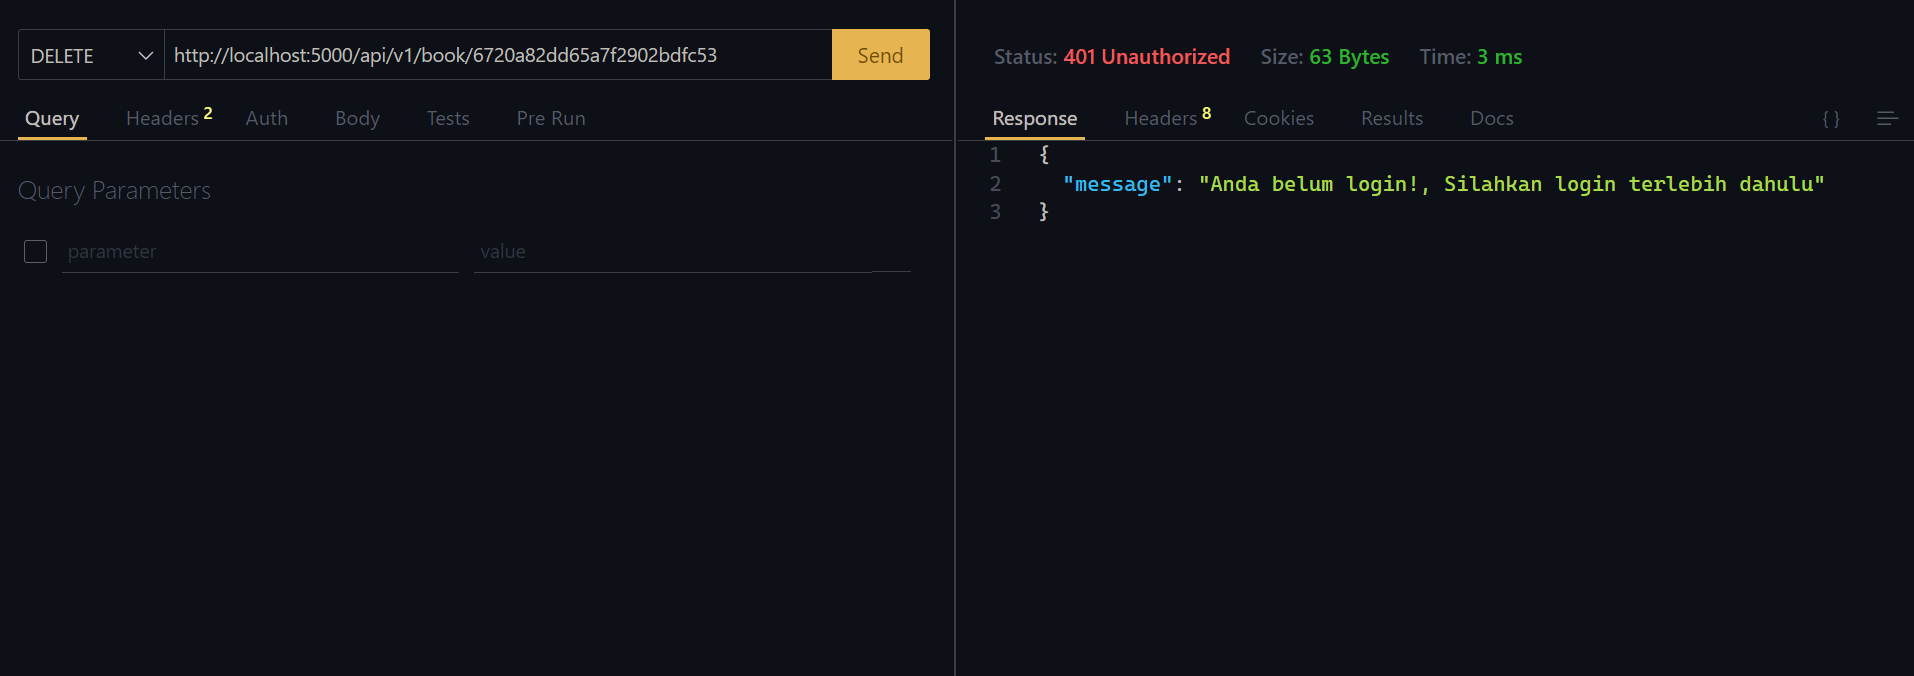 DELETE http://localhost:5000/api/v1/book/6720a82dd65a7f2902bdfc53 Send
Query Headers 2 Auth Body Tests Pre Run
Query Parameters
parameter value
Status: 401 Unauthorized Size: 63 Bytes Time: 3 ms
Response Headers 8 Cookies Results Docs { }
1 {
2 "message": "Anda belum login!, Silahkan login terlebih dahulu"
3 }